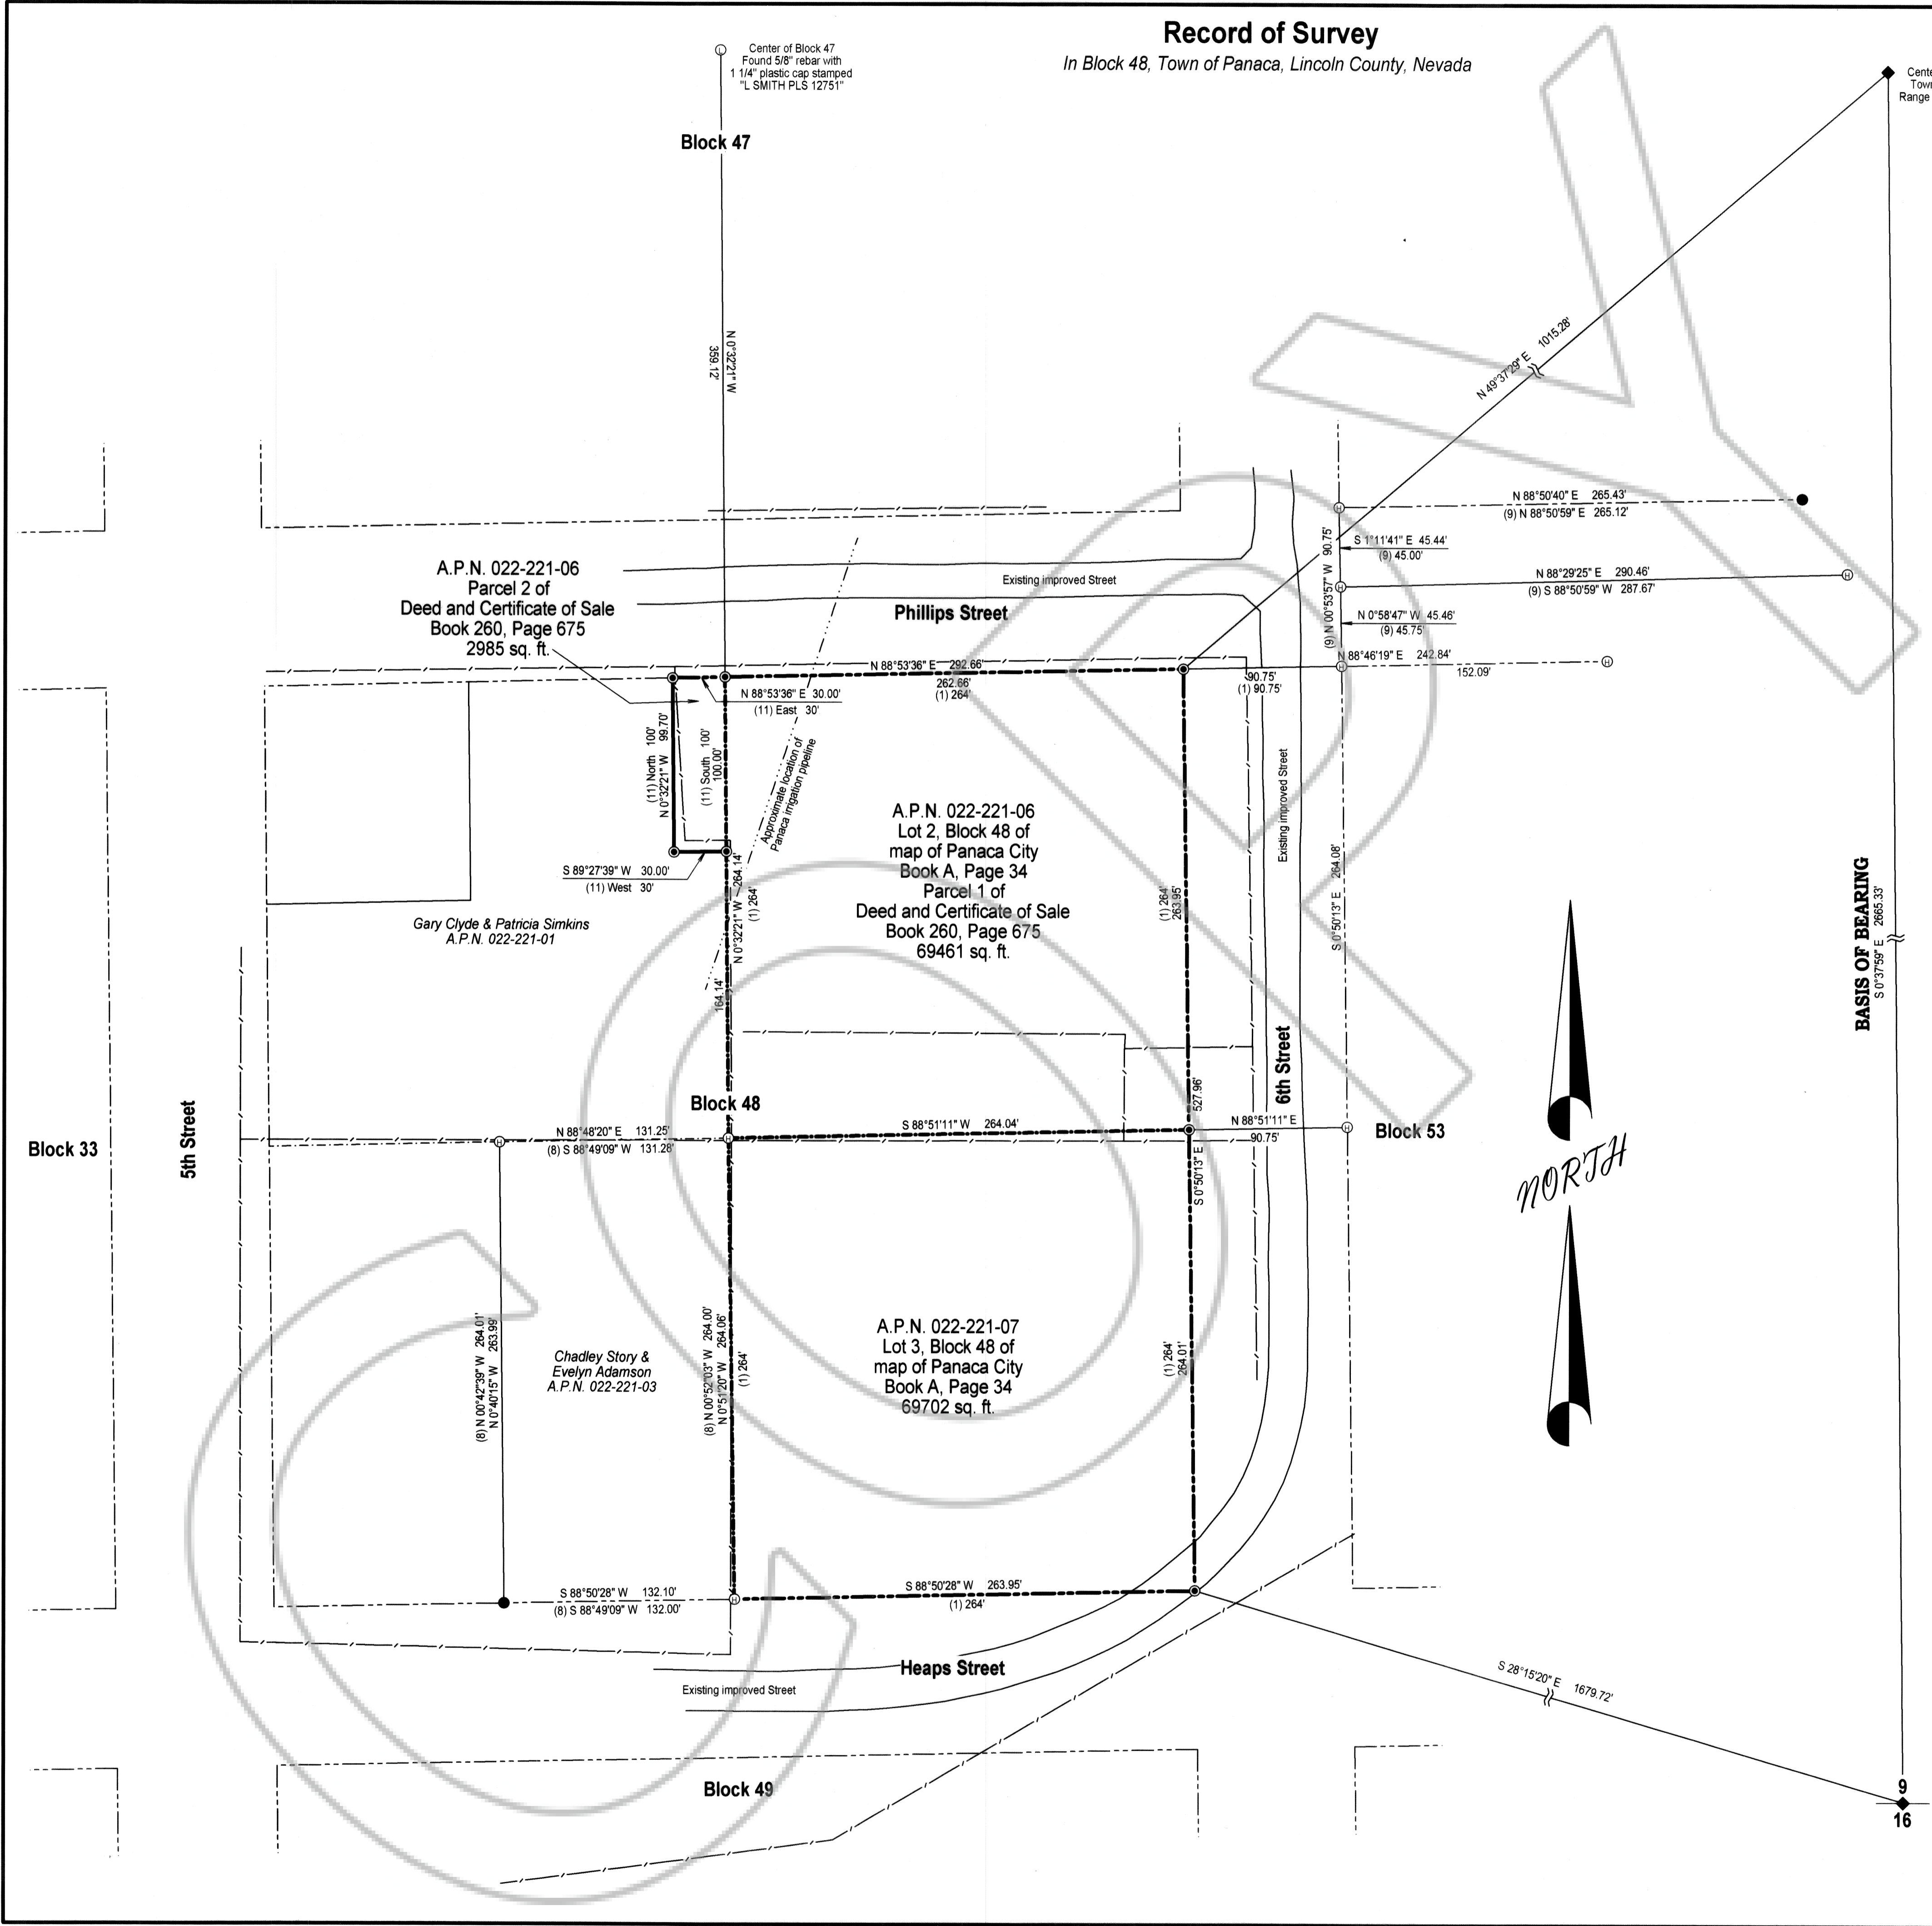 Record of Survey
In Block 48, Town of Panaca, Lincoln County, Nevada
Center of Block 47
Found 5/8" rebar with
1 1/4" plastic cap stamped
"L SMITH PLS 12751"
Block 47
N 0°32'21" W
359.12'
N 49°37'29" E 1015.28'
N 88°50'40" E 265.43'
(9) N 88°50'59" E 265.12'
(9) N 00°53'57" W 90.75'
S 1°11'41" E 45.44'
(9) 45.00'
N 88°29'25" E 290.46'
(9) S 88°50'59" W 287.67'
N 0°58'47" W 45.46'
(9) 45.75'
N 88°46'19" E 242.84'
152.09'
A.P.N. 022-221-06
Parcel 2 of
Deed and Certificate of Sale
Book 260, Page 675
2985 sq. ft.
Existing improved Street
Phillips Street
N 88°53'36" E 292.66'
262.66'
(1) 264'
N 88°53'36" E 30.00'
(11) East 30'
90.75'
(1) 90.75'
(11) North 100'
N 0°32'21" W 99.70'
(11) South 100'
100.00'
Approximate location of
Panaca irrigation pipeline
S 89°27'39" W 30.00'
(11) West 30'
N 0°32'21" W 264.14'
(1) 264'
164.14'
Gary Clyde & Patricia Simkins
A.P.N. 022-221-01
A.P.N. 022-221-06
Lot 2, Block 48 of
map of Panaca City
Book A, Page 34
Parcel 1 of
Deed and Certificate of Sale
Book 260, Page 675
69461 sq. ft.
(1) 264'
263.95'
Existing improved Street
S 0°50'13" E 264.08'
BASIS OF BEARING
S 0°37'59" E 2665.33'
6th Street
527.96'
S 0°50'13" E
Block 48
N 88°48'20" E 131.25'
(8) S 88°49'09" W 131.28'
S 88°51'11" W 264.04'
N 88°51'11" E
90.75'
Block 53
Block 33
5th Street
NORTH
(8) N 00°42'39" W 264.01'
N 0°40'15" W 263.99'
Chadley Story &
Evelyn Adamson
A.P.N. 022-221-03
(8) N 00°52'03" W 264.00'
N 0°51'20" W 264.06'
(1) 264'
A.P.N. 022-221-07
Lot 3, Block 48 of
map of Panaca City
Book A, Page 34
69702 sq. ft.
(1) 264'
264.01'
S 88°50'28" W 132.10'
(8) S 88°49'09" W 132.00'
S 88°50'28" W 263.95'
(1) 264'
Heaps Street
Existing improved Street
S 28°15'20" E 1679.72'
Block 49
9
16
COPY